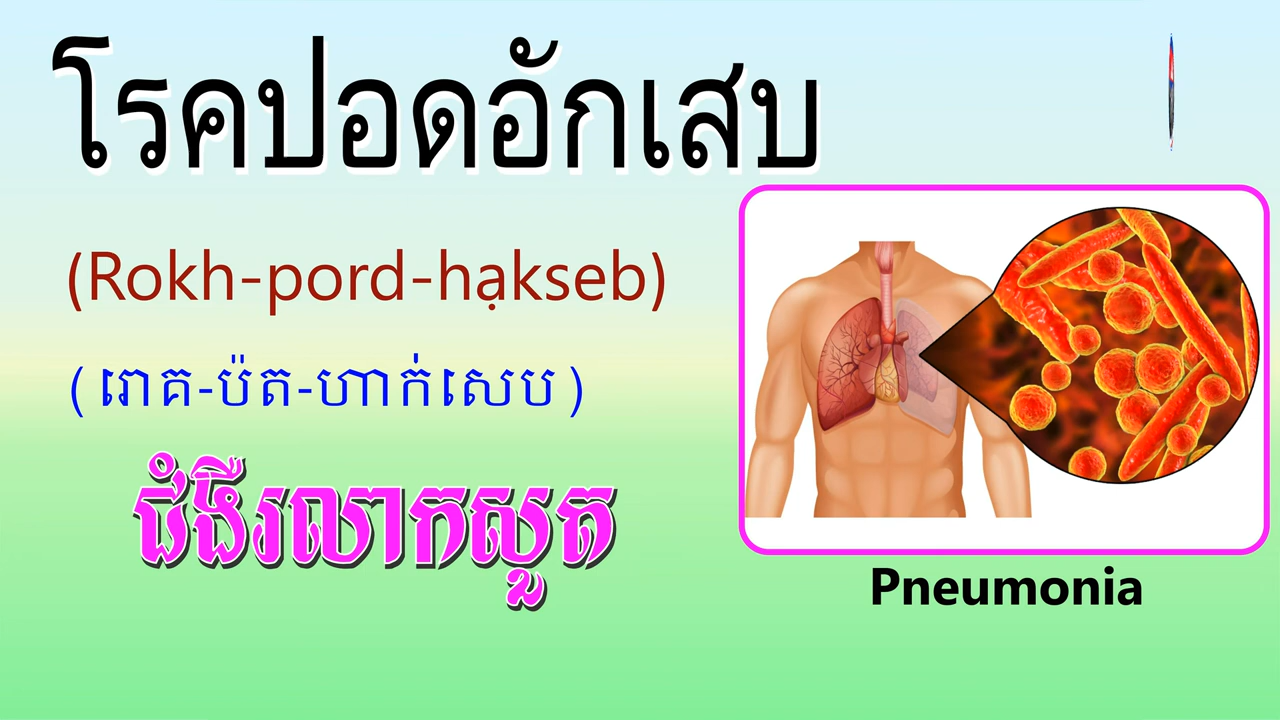 โรคปอดอักเสบ
(Rokh-pord-hạkseb)
(រោគ-ប៉ត-ហាក់សេប)
ជំងឺរលាកសួត
Pneumonia